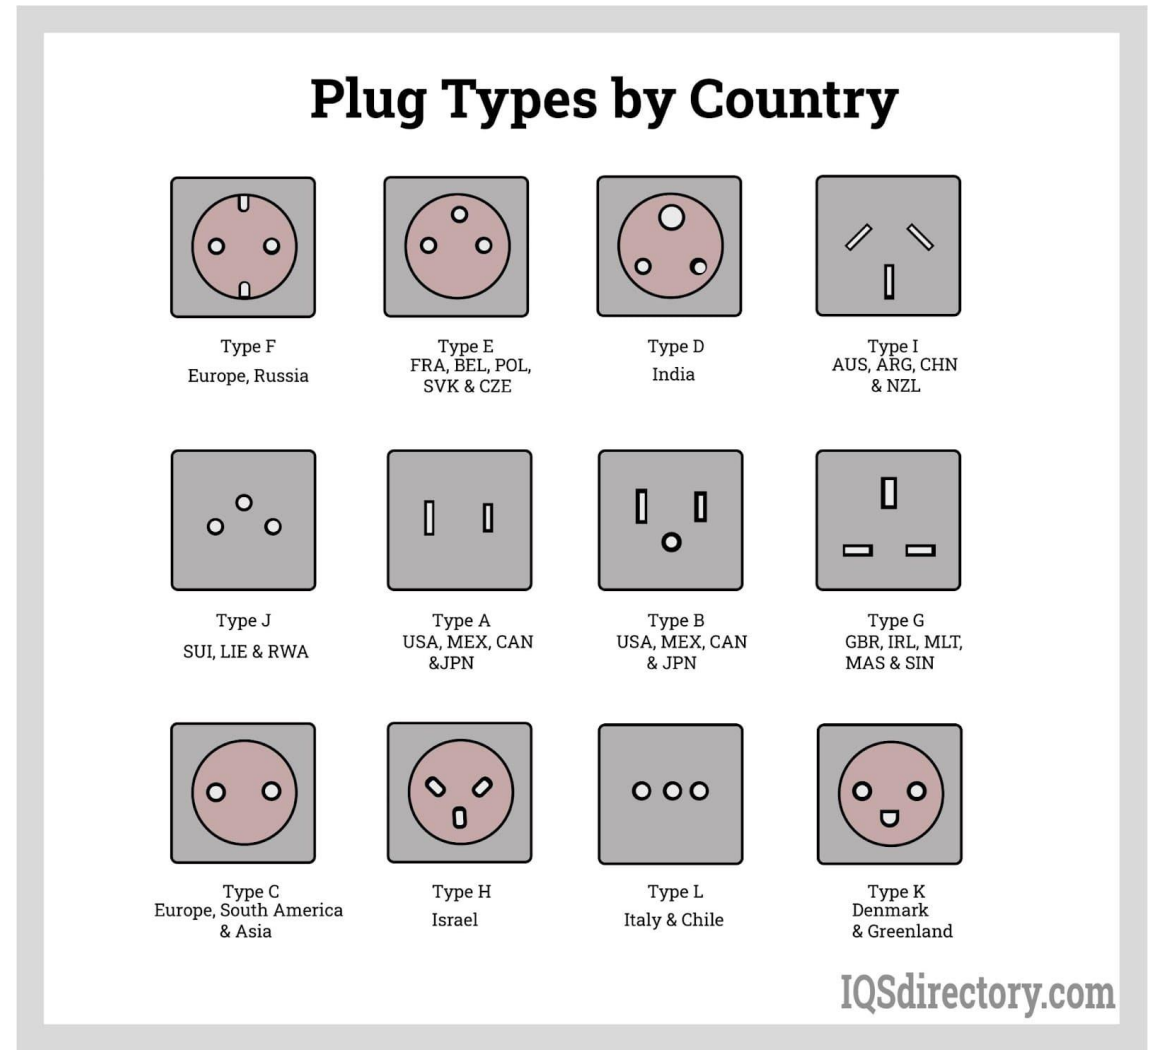 Plug Types by Country
Type F
Europe, Russia
Type E
FRA, BEL, POL,
SVK & CZE
Type D
India
Type I
AUS, ARG, CHN
& NZL
Type J
SUI, LIE & RWA
Type A
USA, MEX, CAN
&JPN
Type B
USA, MEX, CAN
& JPN
Type G
GBR, IRL, MLT,
MAS & SIN
Type C
Europe, South America
& Asia
Type H
Israel
Type L
Italy & Chile
Type K
Denmark
& Greenland
IQSdirectory.com